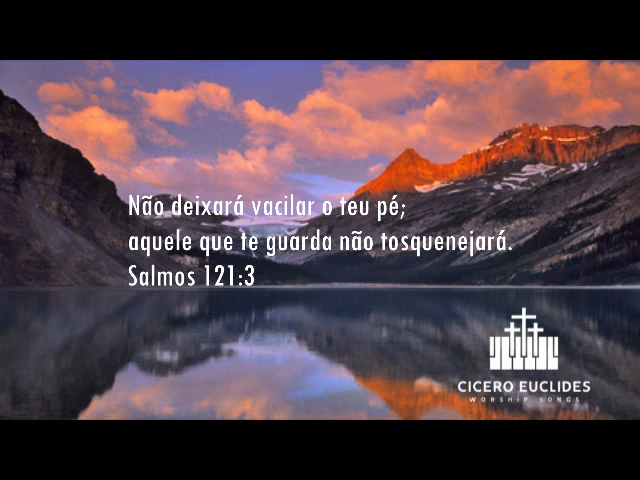 Não deixará vacilar o teu pé;
aquele que te guarda não tosquenejará.
Salmos 121:3
CICERO EUCLIDES
WORSHIP SONGS